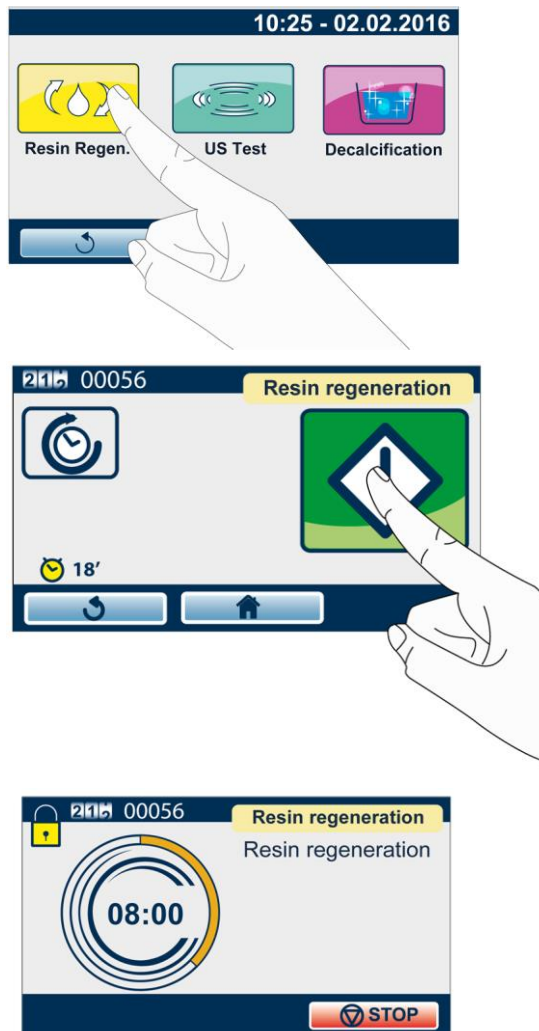 10:25 - 02.02.2016
Resin Regen. US Test Decalcification
00056 Resin regeneration
18′
00056 Resin regeneration
Resin regeneration
08:00
STOP